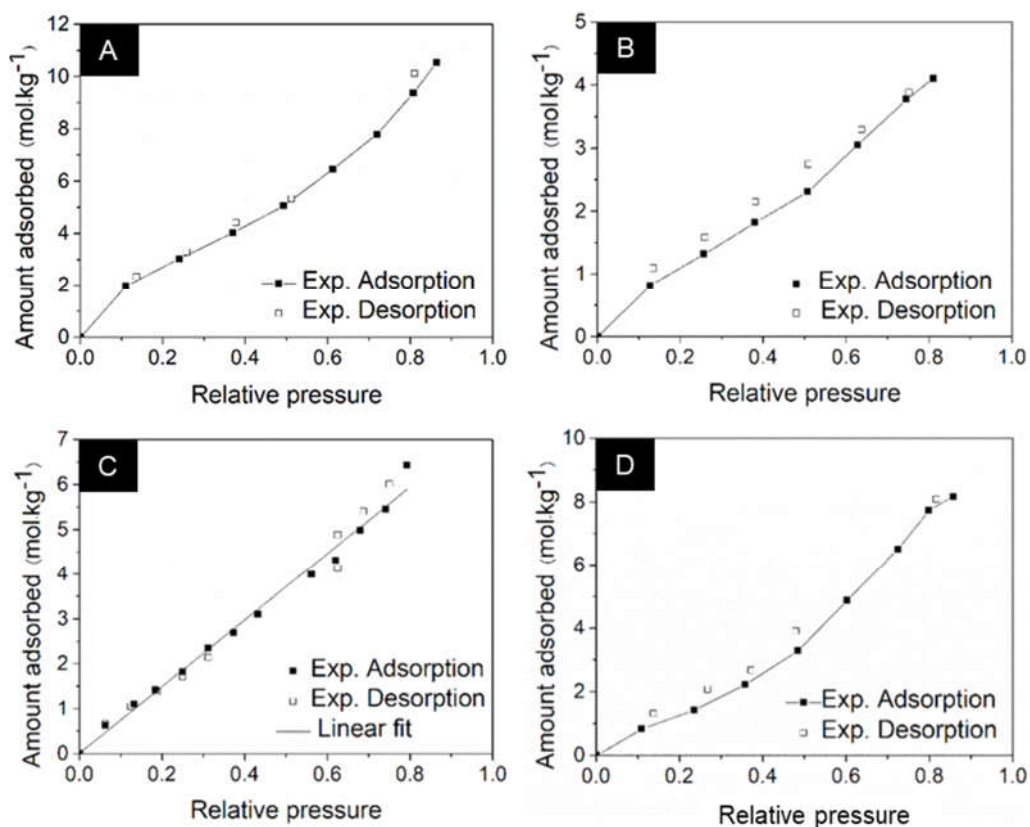 A
Amount adsorbed (mol.kg-1)
12
10
8
6
4
2
0
Exp. Adsorption
Exp. Desorption
0.0 0.2 0.4 0.6 0.8 1.0
Relative pressure
B
Amount adosrbed (mol.kg-1)
5
4
3
2
1
0
Exp. Adsorption
Exp. Desorption
0.0 0.2 0.4 0.6 0.8 1.0
Relative pressure
C
Amount adsorbed (mol.kg-1)
7
6
5
4
3
2
1
0
Exp. Adsorption
Exp. Desorption
Linear fit
0.0 0.2 0.4 0.6 0.8 1.0
Relative pressure
D
Amount adsorbed (mol.kg-1)
10
8
6
4
2
0
Exp. Adsorption
Exp. Desorption
0.0 0.2 0.4 0.6 0.8 1.0
Relative pressure